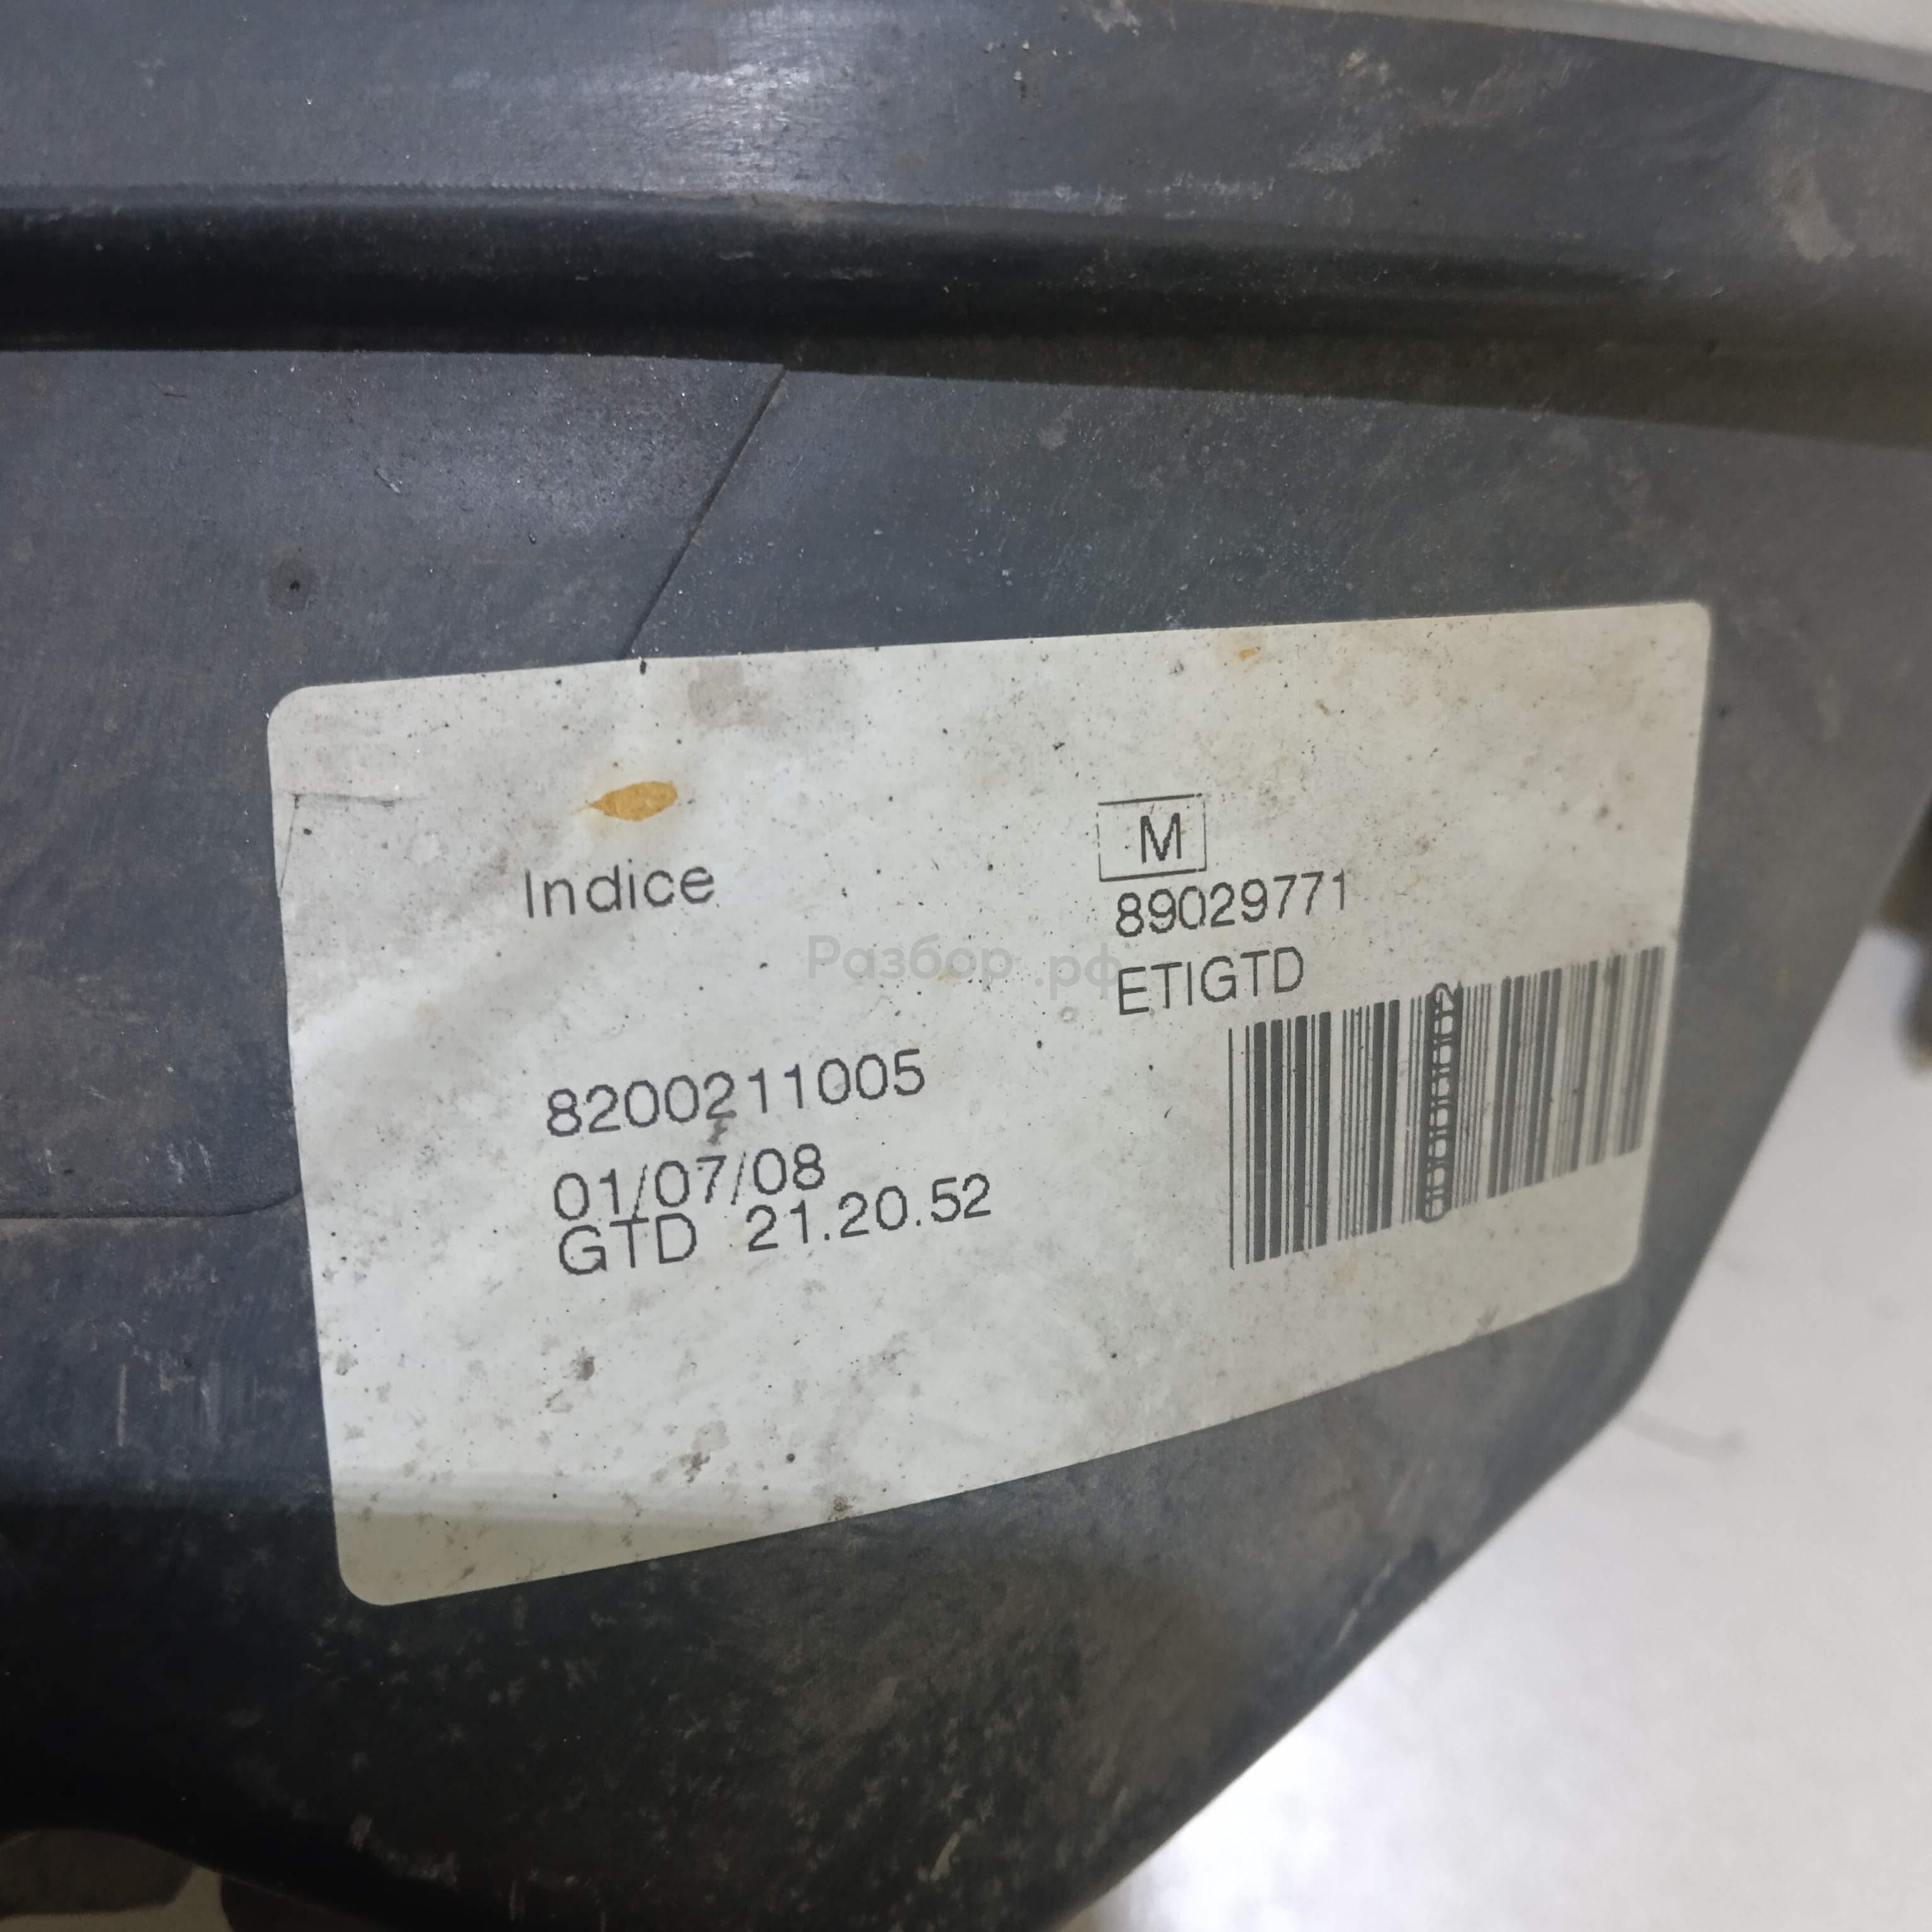 Indice
M
89029771
ETIGTD
Разбор.рф
8200211005
01/07/08
GTD 21.20.52